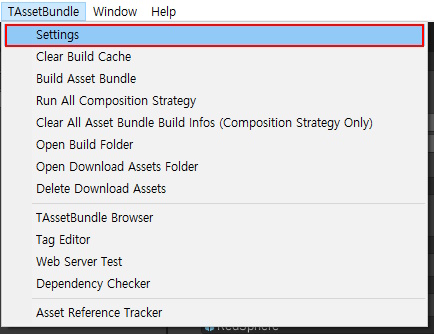 TAssetBundle Window Help
Settings
Clear Build Cache
Build Asset Bundle
Run All Composition Strategy
Clear All Asset Bundle Build Infos (Composition Strategy Only)
Open Build Folder
Open Download Assets Folder
Delete Download Assets
TAssetBundle Browser
Tag Editor
Web Server Test
Dependency Checker
Asset Reference Tracker
RedSphere